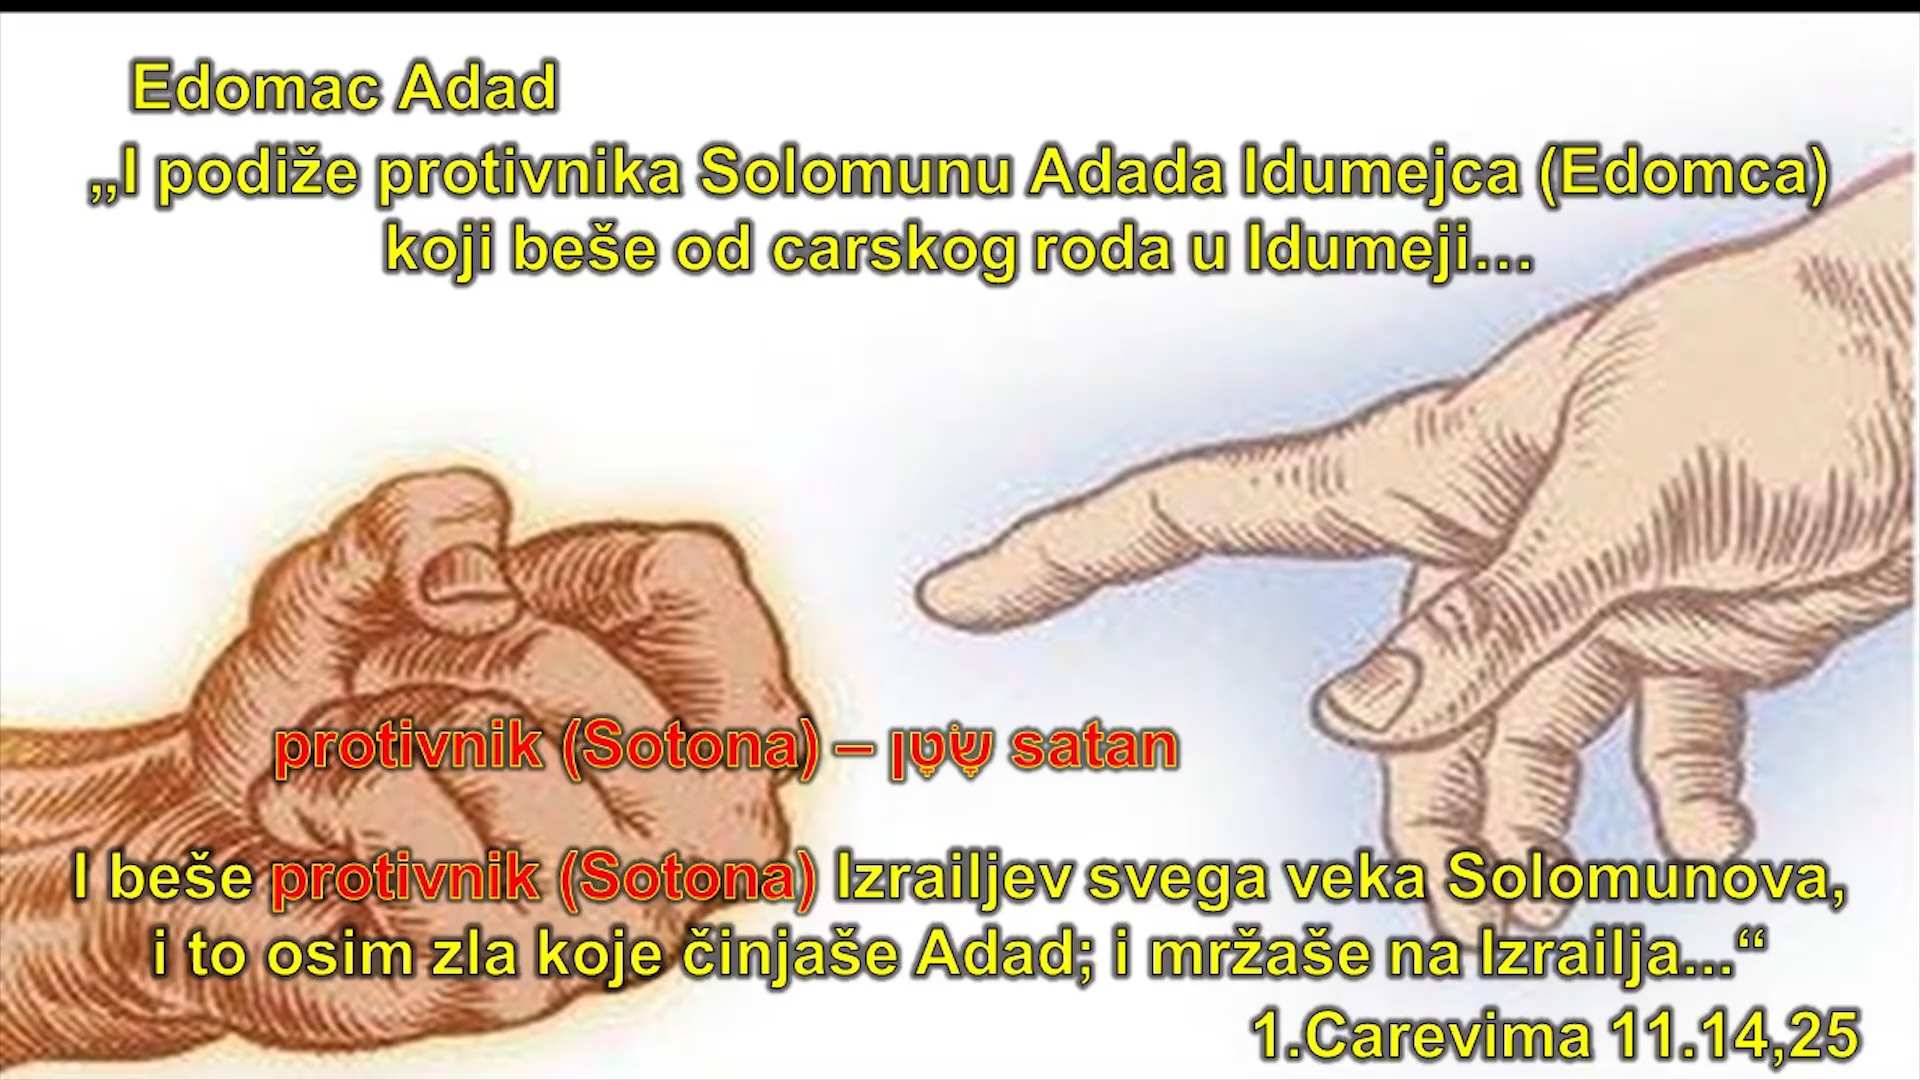 Edomac Adad
„I podiže protivnika Solomunu Adada Idumejca (Edomca)
koji beše od carskog roda u Idumeji...
protivnik (Sotona) – שָׂטָן satan
I beše protivnik (Sotona) Izrailjev svega veka Solomunova,
i to osim zla koje činjaše Adad; i mržaše na Izrailja...“
1.Carevima 11.14,25